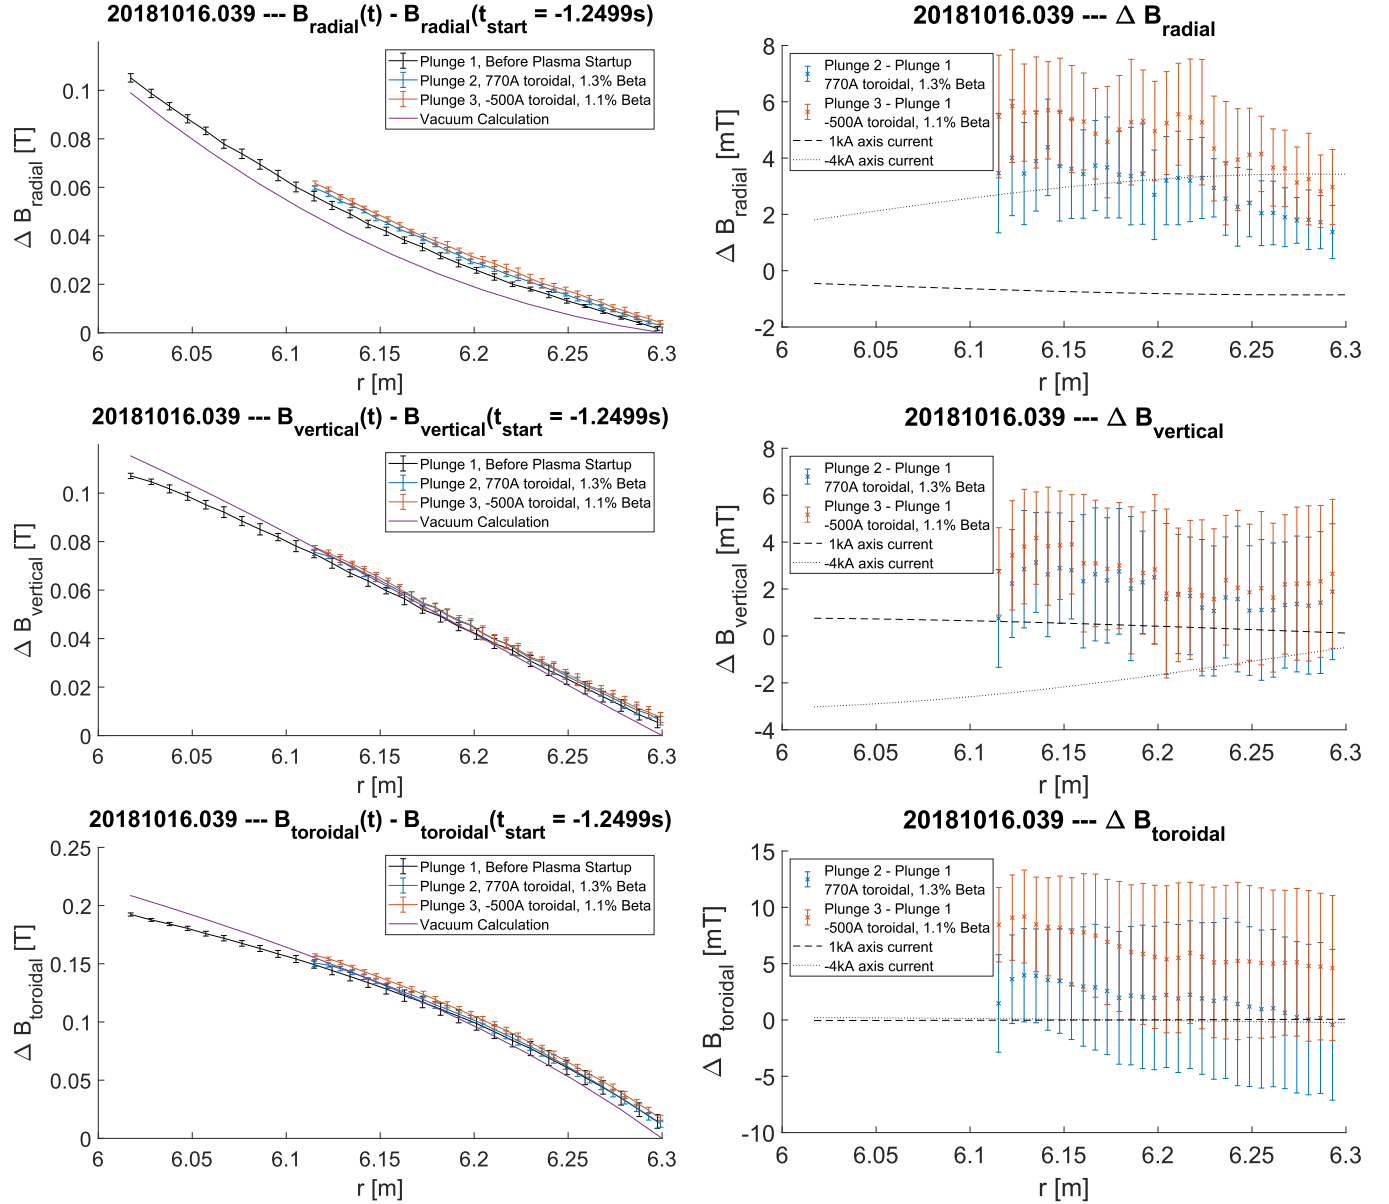 20181016.039 --- B_radial(t) - B_radial(t_start = -1.2499s)
Δ B_radial [T]
0.1
0.08
0.06
0.04
0.02
0
Plunge 1, Before Plasma Startup
Plunge 2, 770A toroidal, 1.3% Beta
Plunge 3, -500A toroidal, 1.1% Beta
Vacuum Calculation
6 6.05 6.1 6.15 6.2 6.25 6.3
r [m]
20181016.039 --- Δ B_radial
Δ B_radial [mT]
8
6
4
2
0
-2
Plunge 2 - Plunge 1
770A toroidal, 1.3% Beta
Plunge 3 - Plunge 1
-500A toroidal, 1.1% Beta
1kA axis current
-4kA axis current
6 6.05 6.1 6.15 6.2 6.25 6.3
r [m]
20181016.039 --- B_vertical(t) - B_vertical(t_start = -1.2499s)
Δ B_vertical [T]
0.1
0.08
0.06
0.04
0.02
0
Plunge 1, Before Plasma Startup
Plunge 2, 770A toroidal, 1.3% Beta
Plunge 3, -500A toroidal, 1.1% Beta
Vacuum Calculation
6 6.05 6.1 6.15 6.2 6.25 6.3
r [m]
20181016.039 --- Δ B_vertical
Δ B_vertical [mT]
8
6
4
2
0
-2
-4
Plunge 2 - Plunge 1
770A toroidal, 1.3% Beta
Plunge 3 - Plunge 1
-500A toroidal, 1.1% Beta
1kA axis current
-4kA axis current
6 6.05 6.1 6.15 6.2 6.25 6.3
r [m]
20181016.039 --- B_toroidal(t) - B_toroidal(t_start = -1.2499s)
Δ B_toroidal [T]
0.25
0.2
0.15
0.1
0.05
0
Plunge 1, Before Plasma Startup
Plunge 2, 770A toroidal, 1.3% Beta
Plunge 3, -500A toroidal, 1.1% Beta
Vacuum Calculation
6 6.05 6.1 6.15 6.2 6.25 6.3
r [m]
20181016.039 --- Δ B_toroidal
Δ B_toroidal [mT]
15
10
5
0
-5
-10
Plunge 2 - Plunge 1
770A toroidal, 1.3% Beta
Plunge 3 - Plunge 1
-500A toroidal, 1.1% Beta
1kA axis current
-4kA axis current
6 6.05 6.1 6.15 6.2 6.25 6.3
r [m]